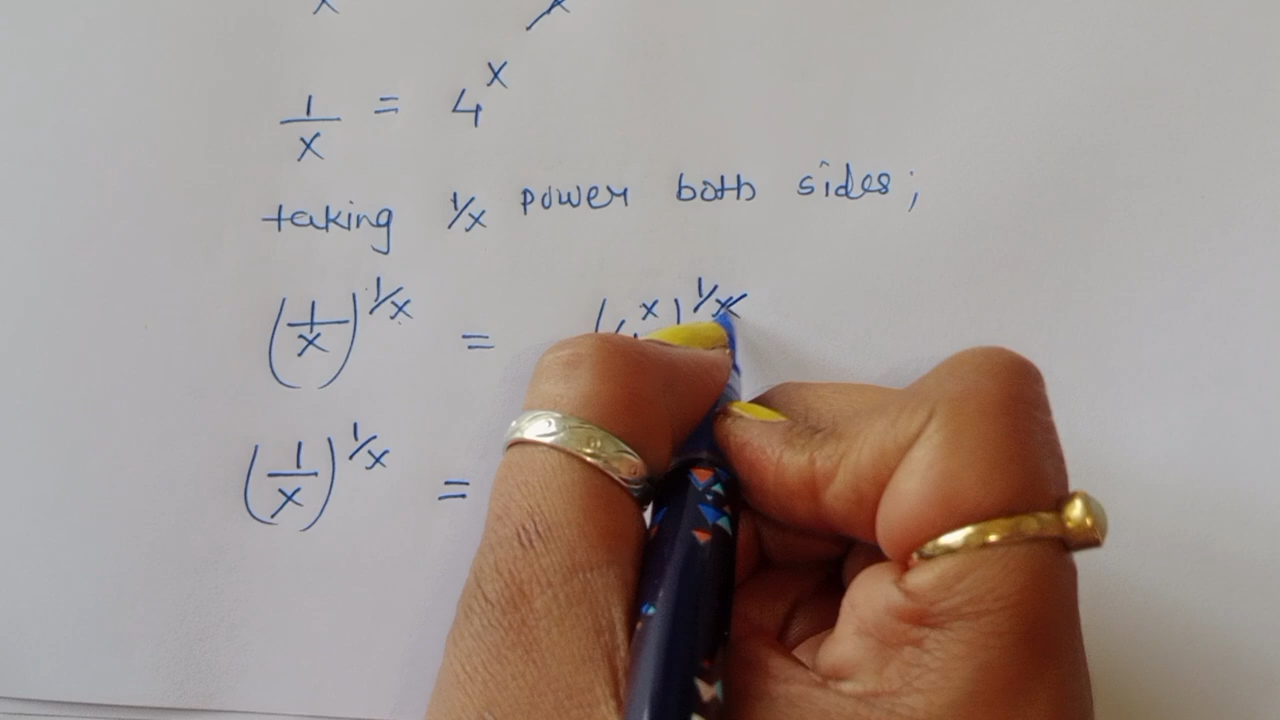 1/x = 4^x
taking 1/x power both sides;
(1/x)^1/x = (4^x)^1/x
(1/x)^1/x =